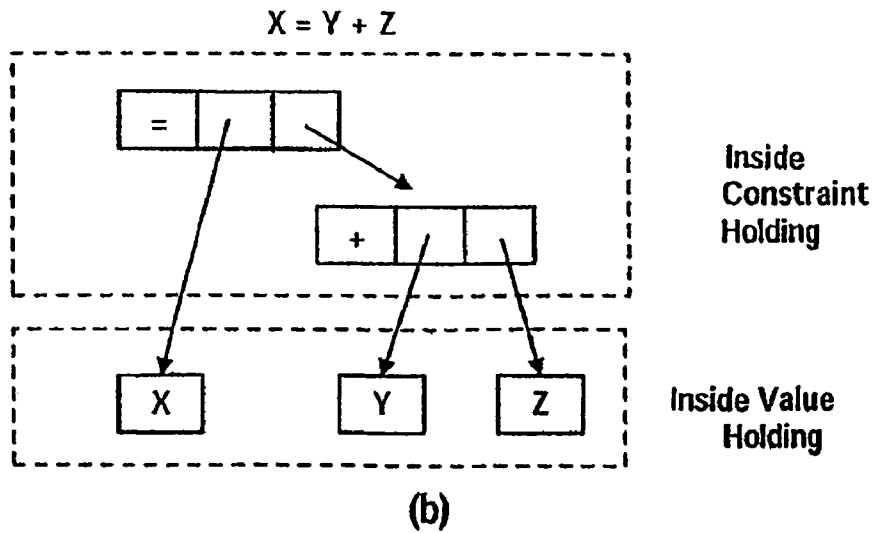 X = Y + Z
=
+
Inside
Constraint
Holding
X
Y
Z
Inside Value
Holding
(b)